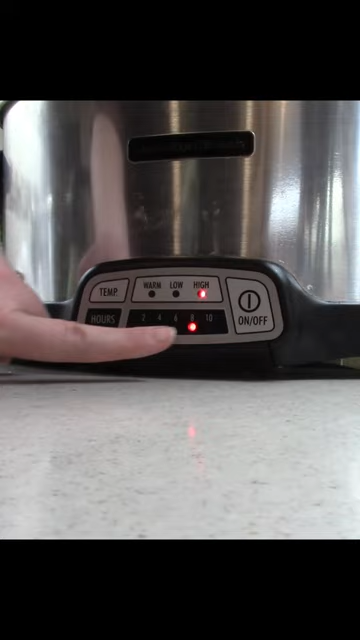 WARM LOW HIGH
TEMP.
HOURS
2 4 6 8 10
ON/OFF